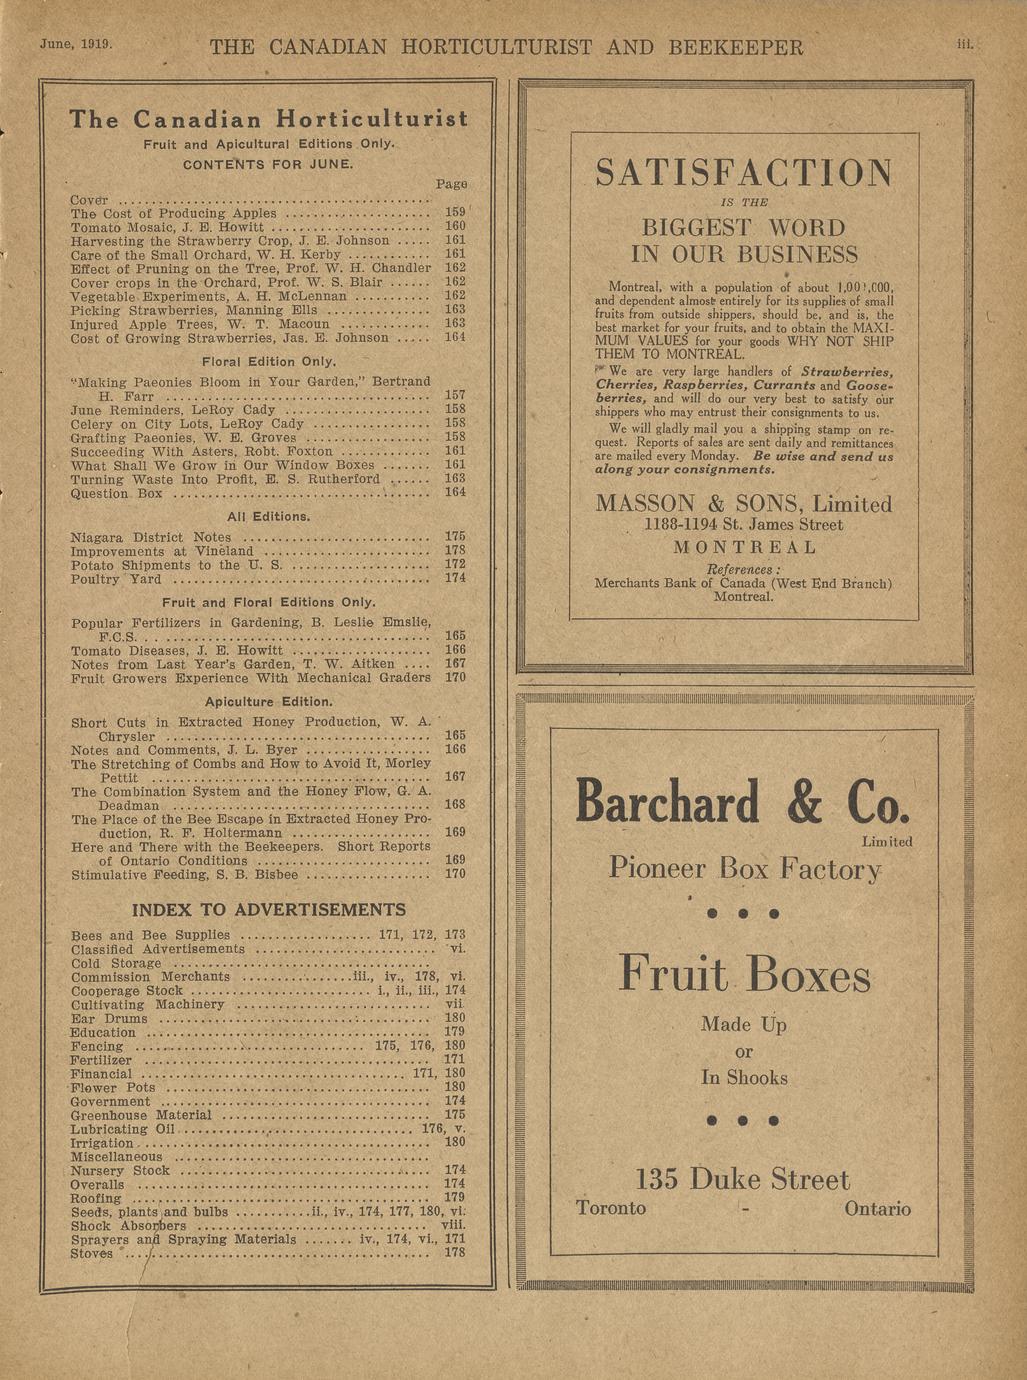 June, 1919.
THE CANADIAN HORTICULTURIST AND BEEKEEPER
iii.
The Canadian Horticulturist
Fruit and Apicultural Editions Only.
CONTENTS FOR JUNE.
Page
Cover ........................................
The Cost of Producing Apples ..................... 159
Tomato Mosaic, J. E. Howitt ....................... 160
Harvesting the Strawberry Crop, J. E. Johnson ..... 161
Care of the Small Orchard, W. H. Kerby ............ 161
Effect of Pruning on the Tree, Prof. W. H. Chandler 162
Cover crops in the Orchard, Prof. W. S. Blair ...... 162
Vegetable Experiments, A. H. McLennan ........... 162
Picking Strawberries, Manning Ells ............... 163
Injured Apple Trees, W. T. Macoun ............. 163
Cost of Growing Strawberries, Jas. E. Johnson ..... 164
Floral Edition Only.
"Making Paeonies Bloom in Your Garden," Bertrand
H. Farr ...................................... 157
June Reminders, LeRoy Cady ..................... 158
Celery on City Lots, LeRoy Cady ................. 158
Grafting Paeonies, W. E. Groves .................. 158
Succeeding With Asters, Robt. Foxton ............. 161
What Shall We Grow in Our Window Boxes ....... 161
Turning Waste Into Profit, E. S. Rutherford ...... 163
Question Box ..................................... 164
All Editions.
Niagara District Notes ........................... 175
Improvements at Vineland ........................ 178
Potato Shipments to the U. S. .................... 172
Poultry Yard ..................................... 174
Fruit and Floral Editions Only.
Popular Fertilizers in Gardening, B. Leslie Emslie,
F.C.S. . . ...................................... 165
Tomato Diseases, J. E. Howitt .................... 166
Notes from Last Year's Garden, T. W. Aitken .... 167
Fruit Growers Experience With Mechanical Graders 170
Apiculture Edition.
Short Cuts in Extracted Honey Production, W. A.
Chrysler ...................................... 165
Notes and Comments, J. L. Byer .................. 166
The Stretching of Combs and How to Avoid It, Morley
Pettit ........................................ 167
The Combination System and the Honey Flow, G. A.
Deadman ..................................... 168
The Place of the Bee Escape in Extracted Honey Pro-
duction, R. F. Holtermann .................... 169
Here and There with the Beekeepers. Short Reports
of Ontario Conditions ......................... 169
Stimulative Feeding, S. B. Bisbee .................. 170
INDEX TO ADVERTISEMENTS
Bees and Bee Supplies ................... 171, 172, 173
Classified Advertisements .......................... vi.
Cold Storage ......................................
Commission Merchants ................iii., iv., 178, vi.
Cooperage Stock .......................... i., ii., iii., 174
Cultivating Machinery ............................ vii
Ear Drums ....................................... 180
Education ........................................ 179
Fencing ..................................... 175, 176, 180
Fertilizer ......................................... 171
Financial ....................................... 171, 180
Flower Pots ...................................... 180
Government ....................................... 174
Greenhouse Material .............................. 175
Lubricating Oil .................................. 176, v.
Irrigation ......................................... 180
Miscellaneous .....................................
Nursery Stock .................................... 174
Overalls .......................................... 174
Roofing .......................................... 179
Seeds, plants and bulbs ...........ii., iv., 174, 177, 180, vi.
Shock Absorbers ................................. viii.
Sprayers and Spraying Materials ....... iv., 174, vi., 171
Stoves ........................................... 178
SATISFACTION
IS THE
BIGGEST WORD
IN OUR BUSINESS
Montreal, with a population of about 1,000,000,
and dependent almost entirely for its supplies of small
fruits from outside shippers, should be, and is, the
best market for your fruits, and to obtain the MAXI-
MUM VALUES for your goods WHY NOT SHIP
THEM TO MONTREAL.
We are very large handlers of Strawberries,
Cherries, Raspberries, Currants and Goose-
berries, and will do our very best to satisfy our
shippers who may entrust their consignments to us.
We will gladly mail you a shipping stamp on re-
quest. Reports of sales are sent daily and remittances
are mailed every Monday. Be wise and send us
along your consignments.
MASSON & SONS, Limited
1188-1194 St. James Street
MONTREAL
References:
Merchants Bank of Canada (West End Branch)
Montreal.
Barchard & Co.
Limited
Pioneer Box Factory
• • •
Fruit Boxes
Made Up
or
In Shooks
• • •
135 Duke Street
Toronto - Ontario